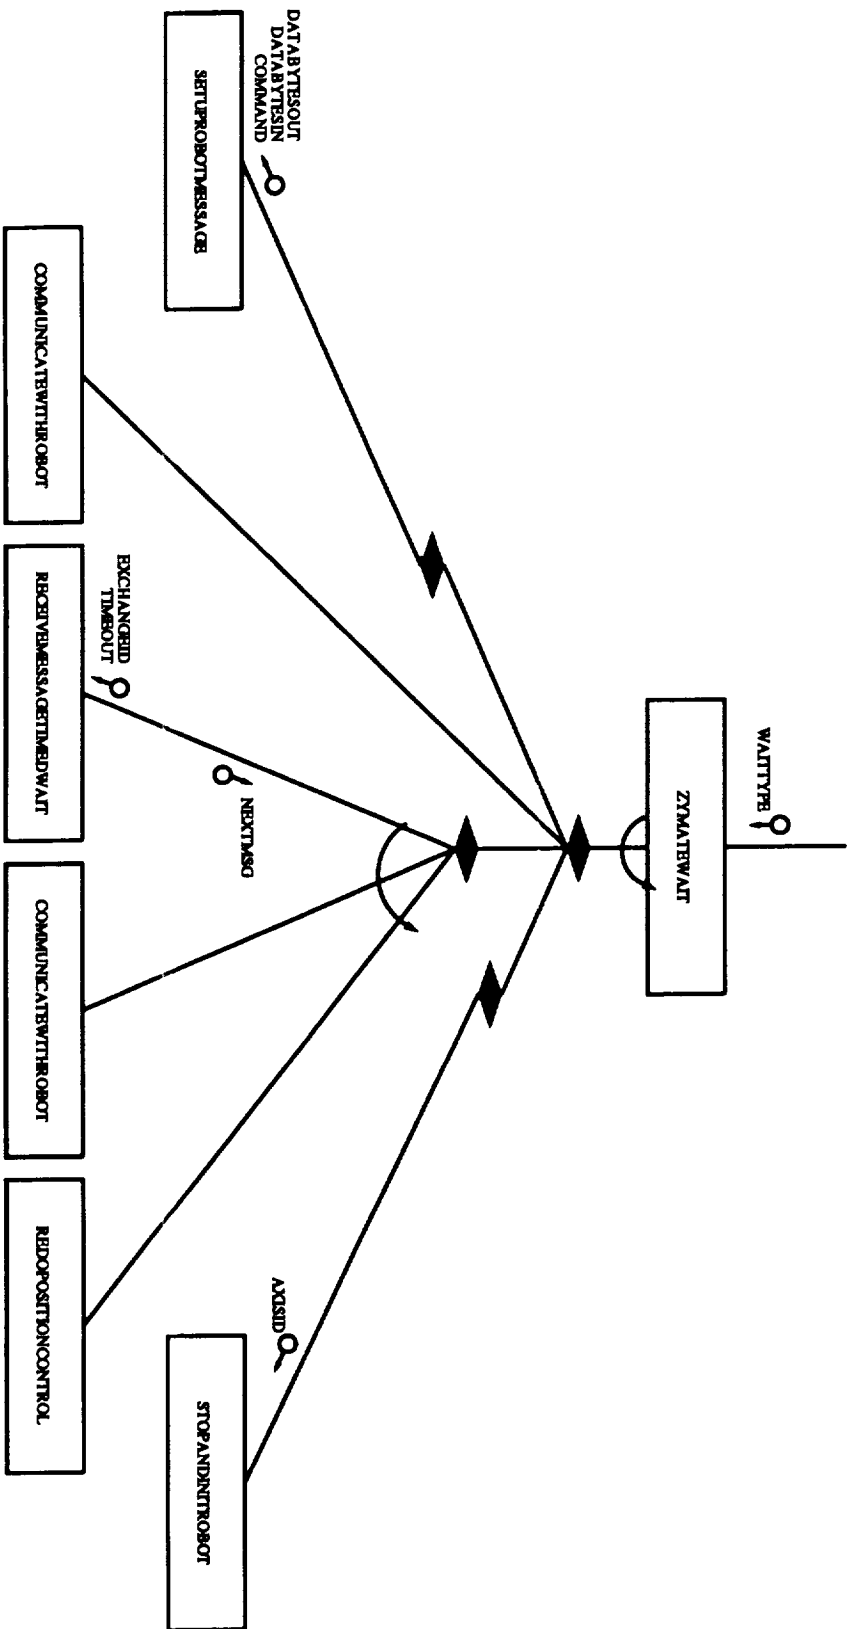 WAITTYPE
ZYMATEWAIT
DATABYTESOUT
DATABYTESIN
COMMAND
SETUPROBOTMESSAGE
NEXTMSG
AXISID
STOPANDINITROBOT
EXCHANGEID
TIMEOUT
COMMUNICATEWITHROBOT
RECEIVEMESSAGETIMEDWAIT
COMMUNICATEWITHROBOT
REDOPOSITIONCONTROL